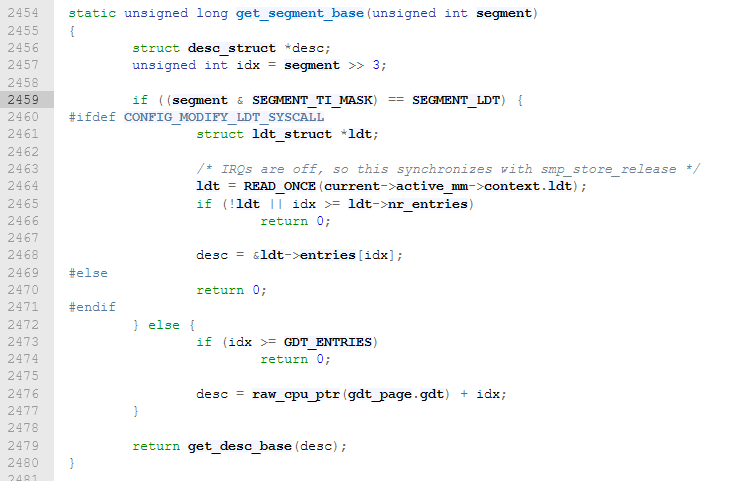 2454 static unsigned long get_segment_base(unsigned int segment)
2455 {
2456 struct desc_struct *desc;
2457 unsigned int idx = segment >> 3;
2458
2459 if ((segment & SEGMENT_TI_MASK) == SEGMENT_LDT) {
2460 #ifdef CONFIG_MODIFY_LDT_SYSCALL
2461 struct ldt_struct *ldt;
2462
2463 /* IRQs are off, so this synchronizes with smp_store_release */
2464 ldt = READ_ONCE(current->active_mm->context.ldt);
2465 if (!ldt || idx >= ldt->nr_entries)
2466 return 0;
2467
2468 desc = &ldt->entries[idx];
2469 #else
2470 return 0;
2471 #endif
2472 } else {
2473 if (idx >= GDT_ENTRIES)
2474 return 0;
2475
2476 desc = raw_cpu_ptr(gdt_page.gdt) + idx;
2477 }
2478
2479 return get_desc_base(desc);
2480 }
2481